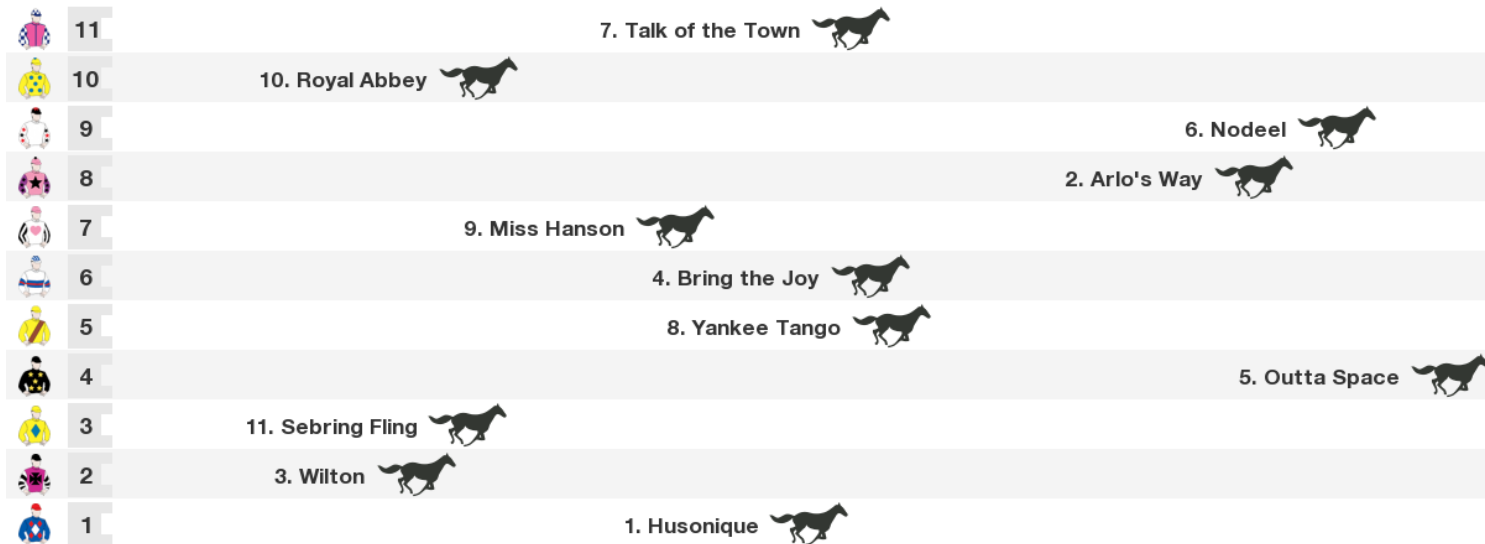 11 7. Talk of the Town
10 10. Royal Abbey
9 6. Nodeel
8 2. Arlo's Way
7 9. Miss Hanson
6 4. Bring the Joy
5 8. Yankee Tango
4 5. Outta Space
3 11. Sebring Fling
2 3. Wilton
1 1. Husonique